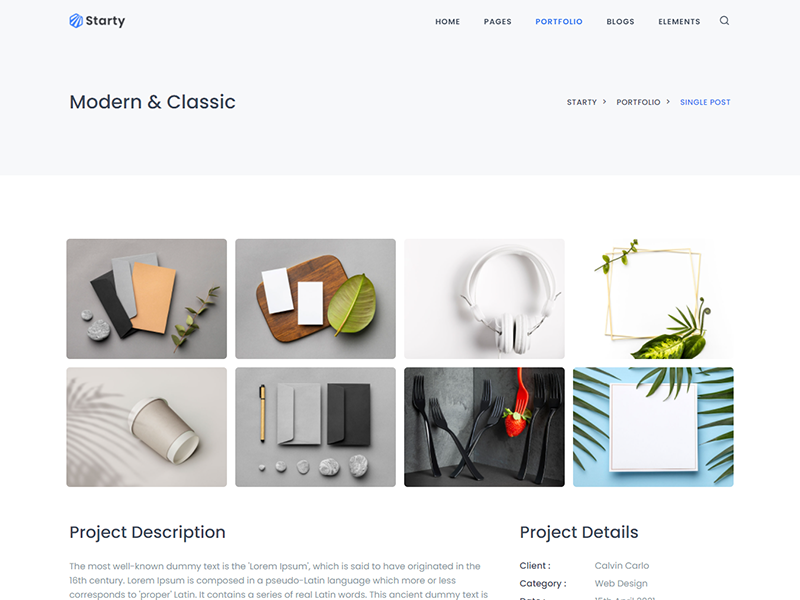 Starty
HOME PAGES PORTFOLIO BLOGS ELEMENTS
Modern & Classic
STARTY > PORTFOLIO > SINGLE POST
Project Description
The most well-known dummy text is the 'Lorem Ipsum', which is said to have originated in the
16th century. Lorem Ipsum is composed in a pseudo-Latin language which more or less
corresponds to 'proper' Latin. It contains a series of real Latin words. This ancient dummy text is
Project Details
Client : Calvin Carlo
Category : Web Design
Date : 15th April 2021